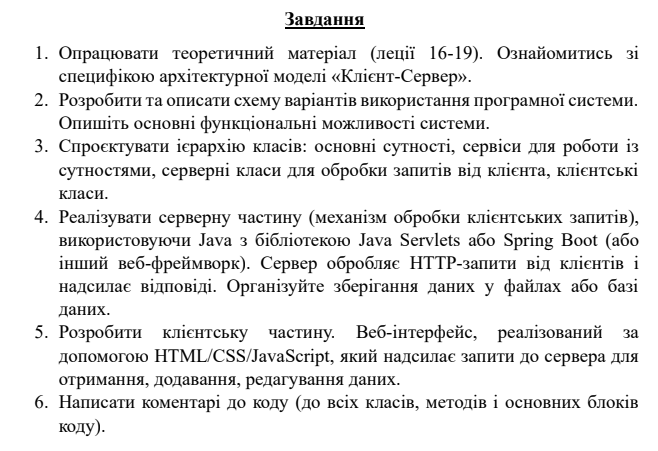 Завдання
1. Опрацювати теоретичний матеріал (леції 16-19). Ознайомитись зі
специфікою архітектурної моделі «Клієнт-Сервер».
2. Розробити та описати схему варіантів використання програмної системи.
Опишіть основні функціональні можливості системи.
3. Спроєктувати ієрархію класів: основні сутності, сервіси для роботи із
сутностями, серверні класи для обробки запитів від клієнта, клієнтські
класи.
4. Реалізувати серверну частину (механізм обробки клієнтських запитів),
використовуючи Java з бібліотекою Java Servlets або Spring Boot (або
інший веб-фреймворк). Сервер обробляє HTTP-запити від клієнтів і
надсилає відповіді. Організуйте зберігання даних у файлах або базі
даних.
5. Розробити клієнтську частину. Веб-інтерфейс, реалізований за
допомогою HTML/CSS/JavaScript, який надсилає запити до сервера для
отримання, додавання, редагування даних.
6. Написати коментарі до коду (до всіх класів, методів і основних блоків
коду).